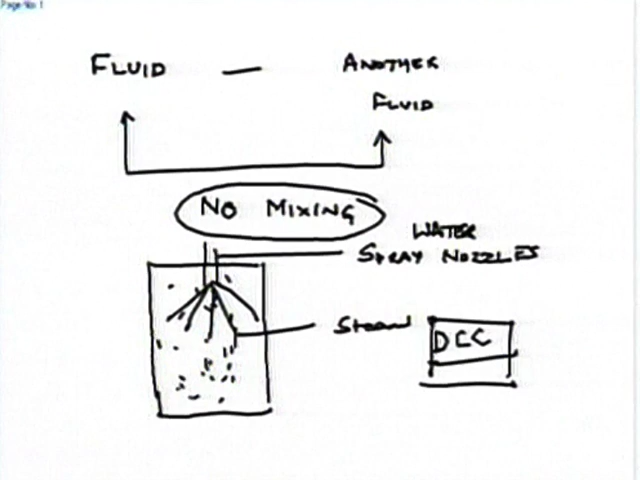 Page No: 1
FLUID — ANOTHER
FLUID
NO MIXING
WATER
SPRAY NOZZLES
Steam
DCC